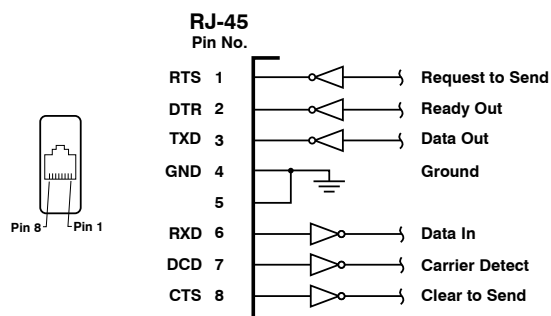 RJ-45
Pin No.
RTS 1 Request to Send
DTR 2 Ready Out
TXD 3 Data Out
GND 4 Ground
5
RXD 6 Data In
DCD 7 Carrier Detect
CTS 8 Clear to Send
Pin 8 Pin 1